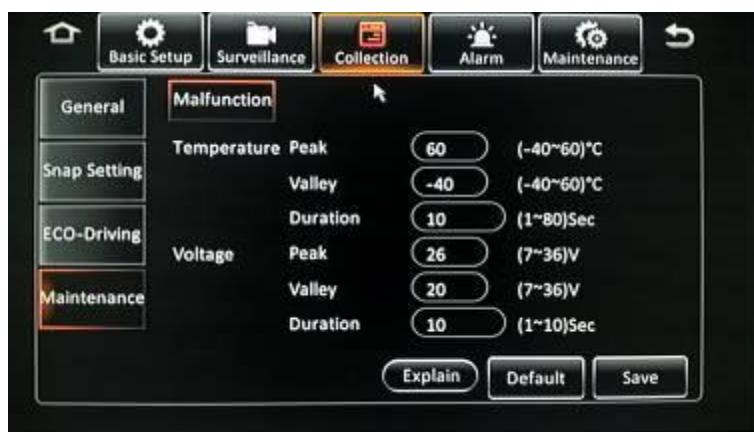 Basic Setup Surveillance Collection Alarm Maintenance
General
Snap Setting
ECO-Driving
Maintenance
Malfunction
Temperature Peak 60 (-40~60)°C
Valley -40 (-40~60)°C
Duration 10 (1~80)Sec
Voltage Peak 26 (7~36)V
Valley 20 (7~36)V
Duration 10 (1~10)Sec
Explain Default Save